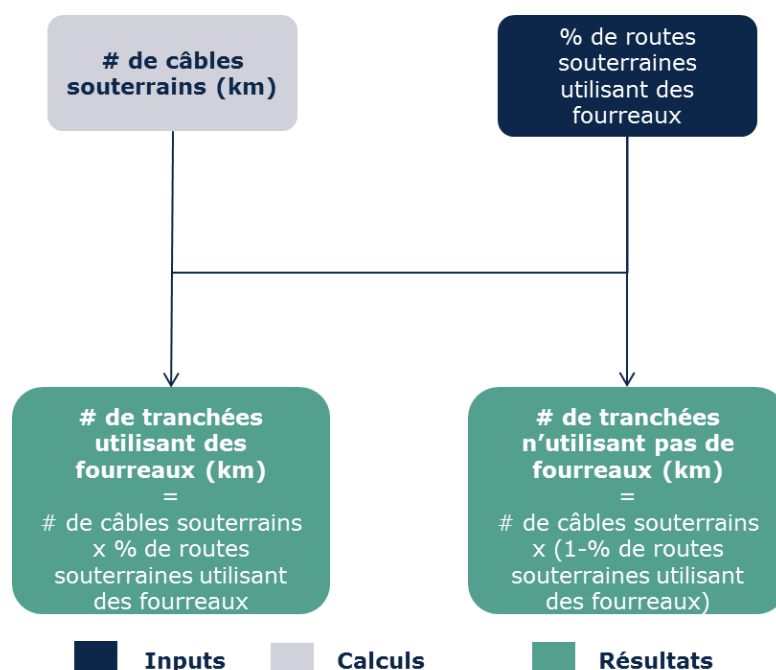 # de câbles
souterrains (km)
% de routes
souterraines
utilisant des
fourreaux
# de tranchées
utilisant des
fourreaux (km)
=
# de câbles souterrains
x % de routes
souterraines utilisant
des fourreaux
# de tranchées
n’utilisant pas de
fourreaux (km)
=
# de câbles souterrains
x (1-% de routes
souterraines utilisant
des fourreaux)
Inputs
Calculs
Résultats